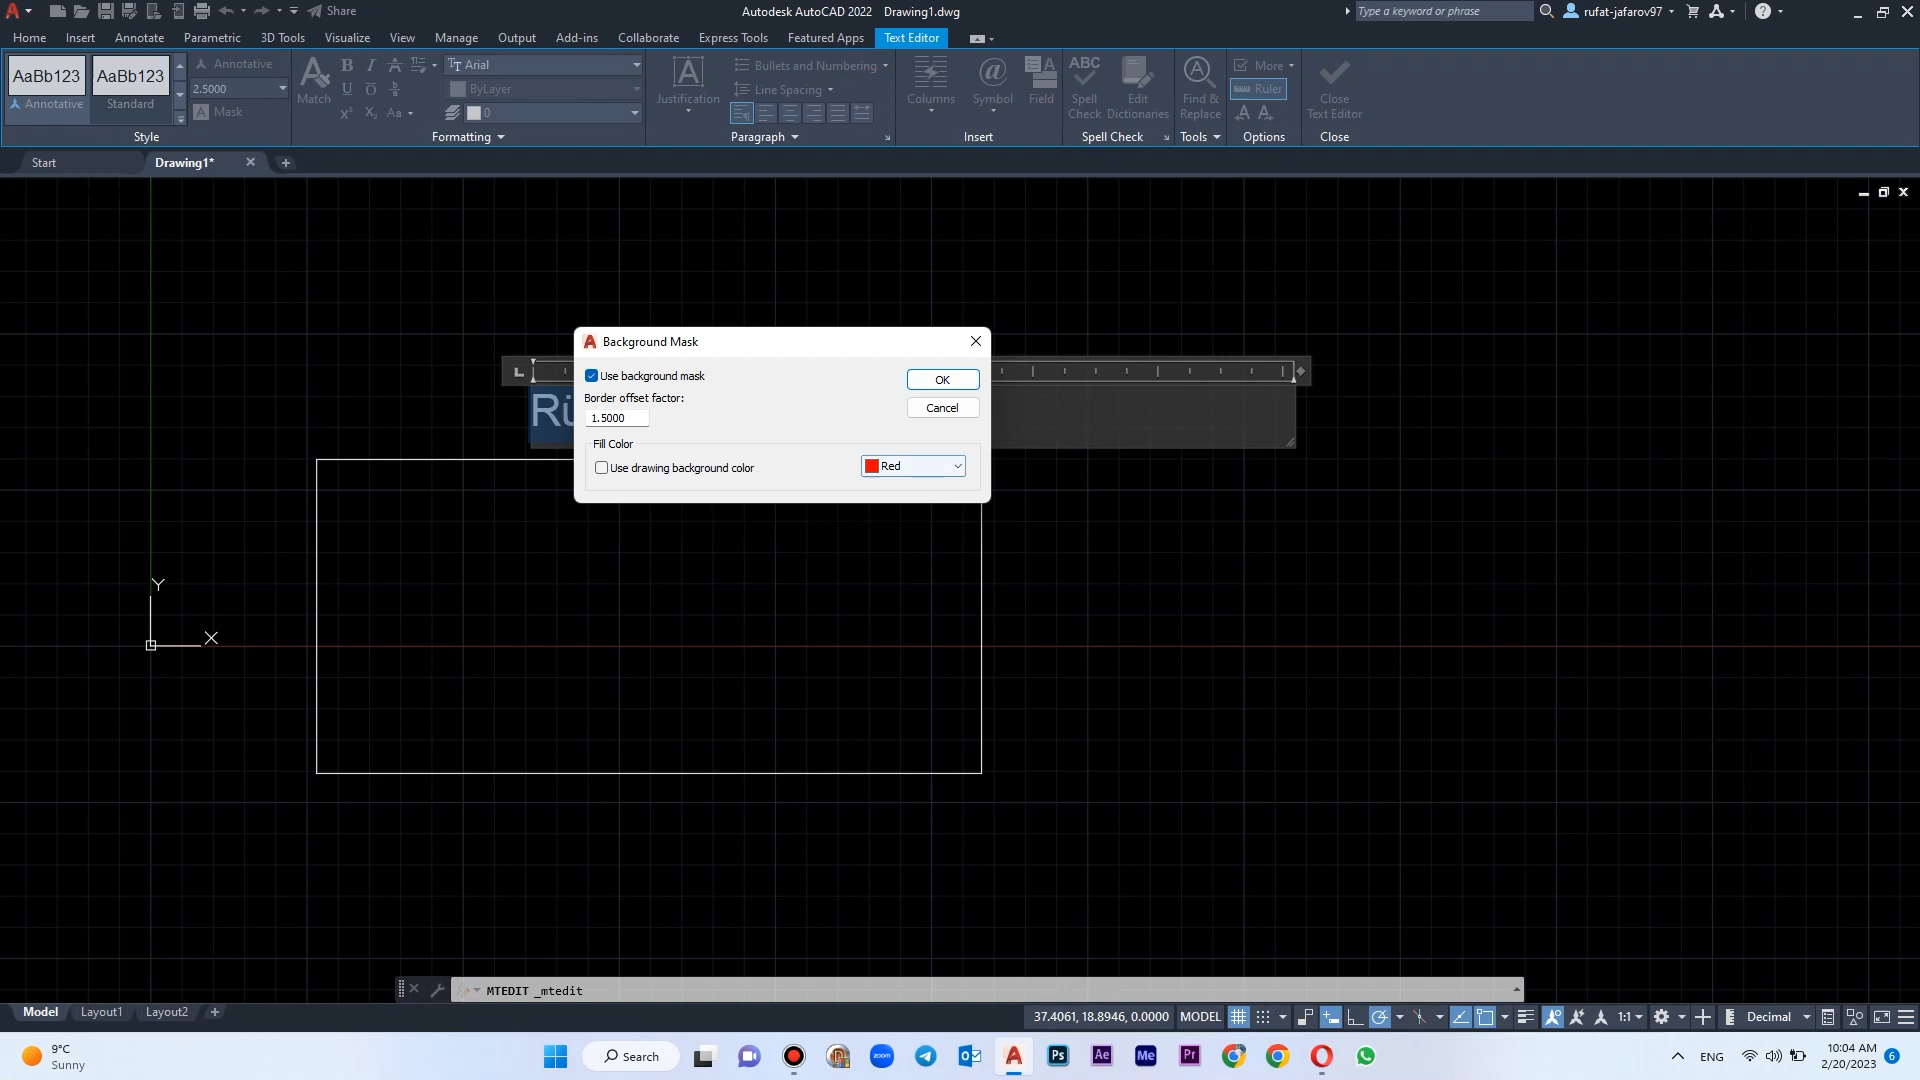 Share
Autodesk AutoCAD 2022 Drawing1.dwg
Type a keyword or phrase
rufat-jafarov97
Home Insert Annotate Parametric 3D Tools Visualize View Manage Output Add-ins Collaborate Express Tools Featured Apps Text Editor
AaBb123 AaBb123
Annotative Standard
Annotative
2.5000
Mask
Style
Match
Arial
ByLayer
0
Formatting
Justification
Bullets and Numbering
Line Spacing
Paragraph
Columns Symbol Field
Insert
ABC
Spell Check
Edit Dictionaries
Spell Check
Find & Replace
Tools
More
Ruler
Options
Close Text Editor
Close
Start Drawing1*
Background Mask
Use background mask
Border offset factor:
1.5000
OK
Cancel
Fill Color
Use drawing background color
Red
Y
X
MTEDIT _mtedit
Model Layout1 Layout2
37.4061, 18.8946, 0.0000 MODEL 1:1 Decimal
9°C
Sunny
Search
zoom
Ps Ae Me Pr
ENG
10:04 AM
2/20/2023
6